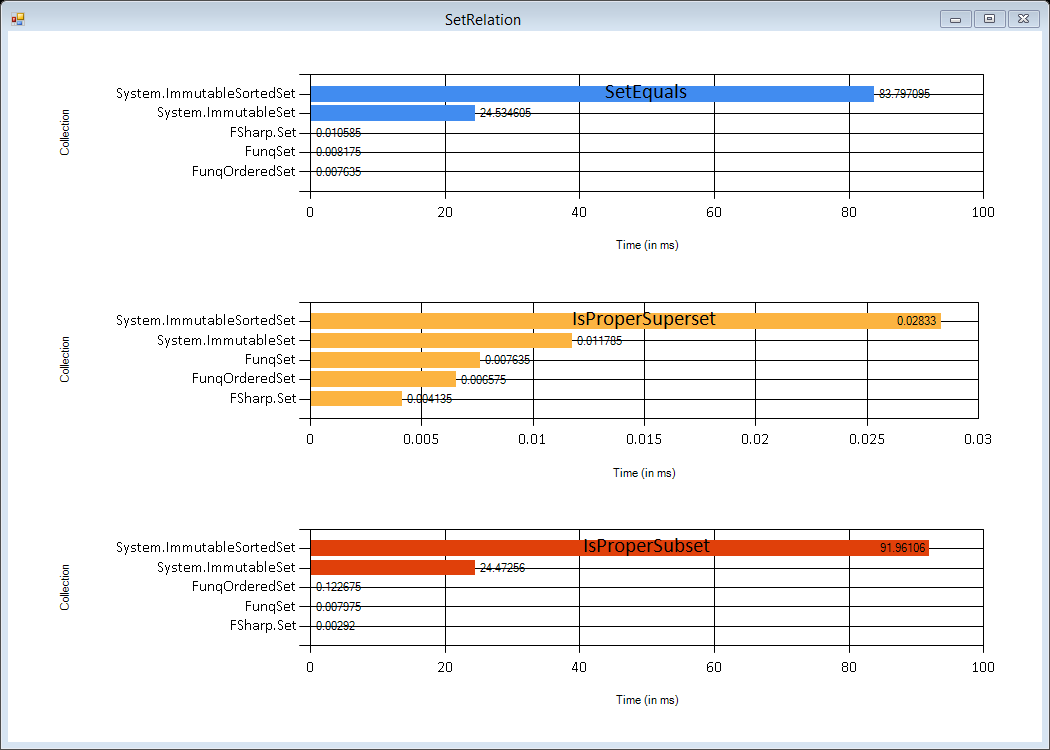 SetRelation
SetEquals
Collection
System.ImmutableSortedSet 83.797095
System.ImmutableSet 24.534605
FSharp.Set 0.010585
FunqSet 0.008175
FunqOrderedSet 0.007635
0 20 40 60 80 100
Time (in ms)
IsProperSuperset
Collection
System.ImmutableSortedSet 0.02833
System.ImmutableSet 0.011785
FunqSet 0.007635
FunqOrderedSet 0.006575
FSharp.Set 0.004135
0 0.005 0.01 0.015 0.02 0.025 0.03
Time (in ms)
IsProperSubset
Collection
System.ImmutableSortedSet 91.96106
System.ImmutableSet 24.47256
FunqOrderedSet 0.122675
FunqSet 0.007975
FSharp.Set 0.00292
0 20 40 60 80 100
Time (in ms)